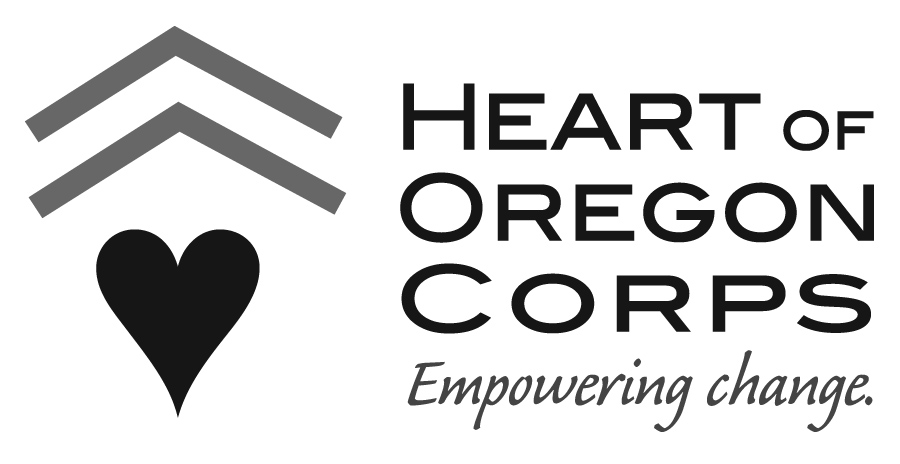 HEART OF
OREGON
CORPS
Empowering change.